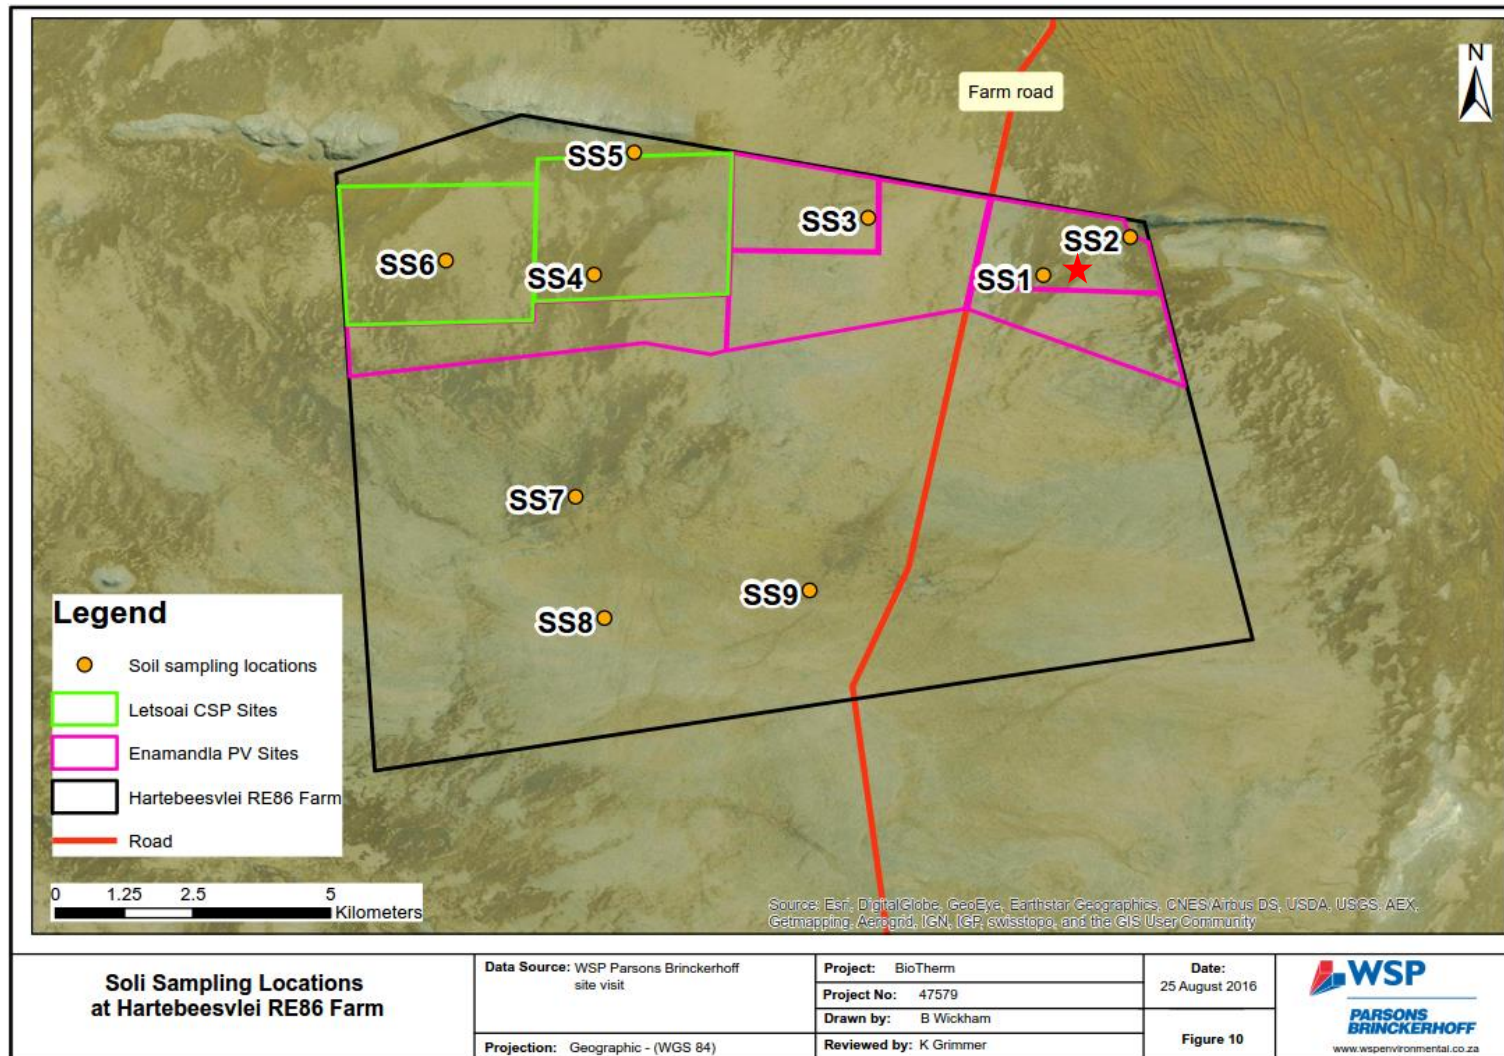 N
Farm road
SS5
SS3
SS2
SS6
SS4
SS1
SS7
SS9
SS8
Legend
Soil sampling locations
Letsoai CSP Sites
Enamandla PV Sites
Hartebeesvlei RE86 Farm
Road
0 1.25 2.5 5
Kilometers
Source: Esri, DigitalGlobe, GeoEye, Earthstar Geographics, CNES/Airbus DS, USDA, USGS, AEX,
Getmapping, Aerogrid, IGN, IGP, swisstopo, and the GIS User Community
Soli Sampling Locations
at Hartebeesvlei RE86 Farm
Data Source: WSP Parsons Brinckerhoff
site visit
Projection: Geographic - (WGS 84)
Project: BioTherm
Project No: 47579
Drawn by: B Wickham
Reviewed by: K Grimmer
Date:
25 August 2016
Figure 10
WSP
PARSONS
BRINCKERHOFF
www.wspenvironmental.co.za